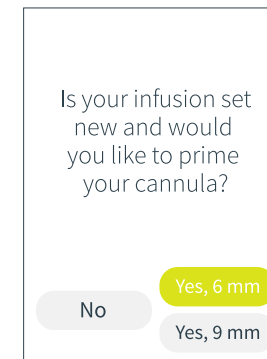 Is your infusion set
new and would
you like to prime
your cannula?
Yes, 6 mm
No
Yes, 9 mm